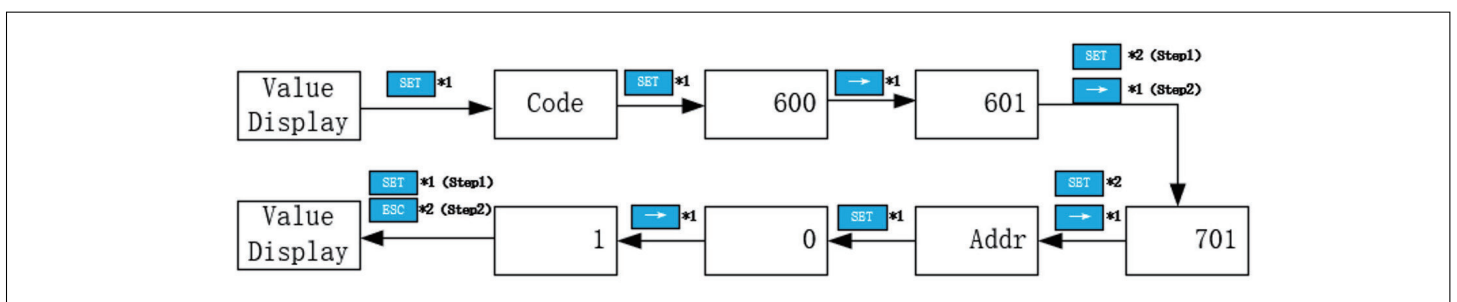 SET *2 (Step1)
Value Display
SET *1
Code
SET *1
600
→ *1
601
→ *1 (Step2)
SET *1 (Step1)
SET *2
Value Display
ESC *2 (Step2)
1
→ *1
0
SET *1
Addr
→ *1
701